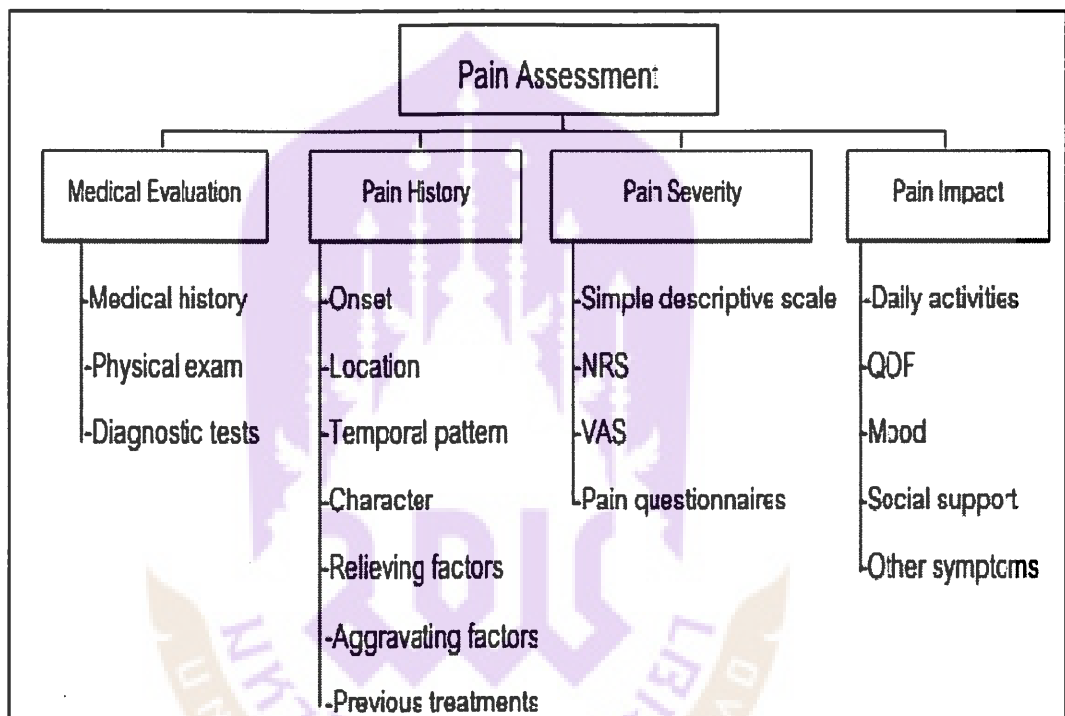 Pain Assessment
Medical Evaluation
-Medical history
-Physical exam
-Diagnostic tests
Pain History
-Onset
-Location
-Temporal pattern
-Character
-Relieving factors
-Aggravating factors
-Previous treatments
Pain Severity
-Simple descriptive scale
-NRS
-VAS
-Pain questionnaires
Pain Impact
-Daily activities
-QOF
-Mood
-Social support
-Other symptoms